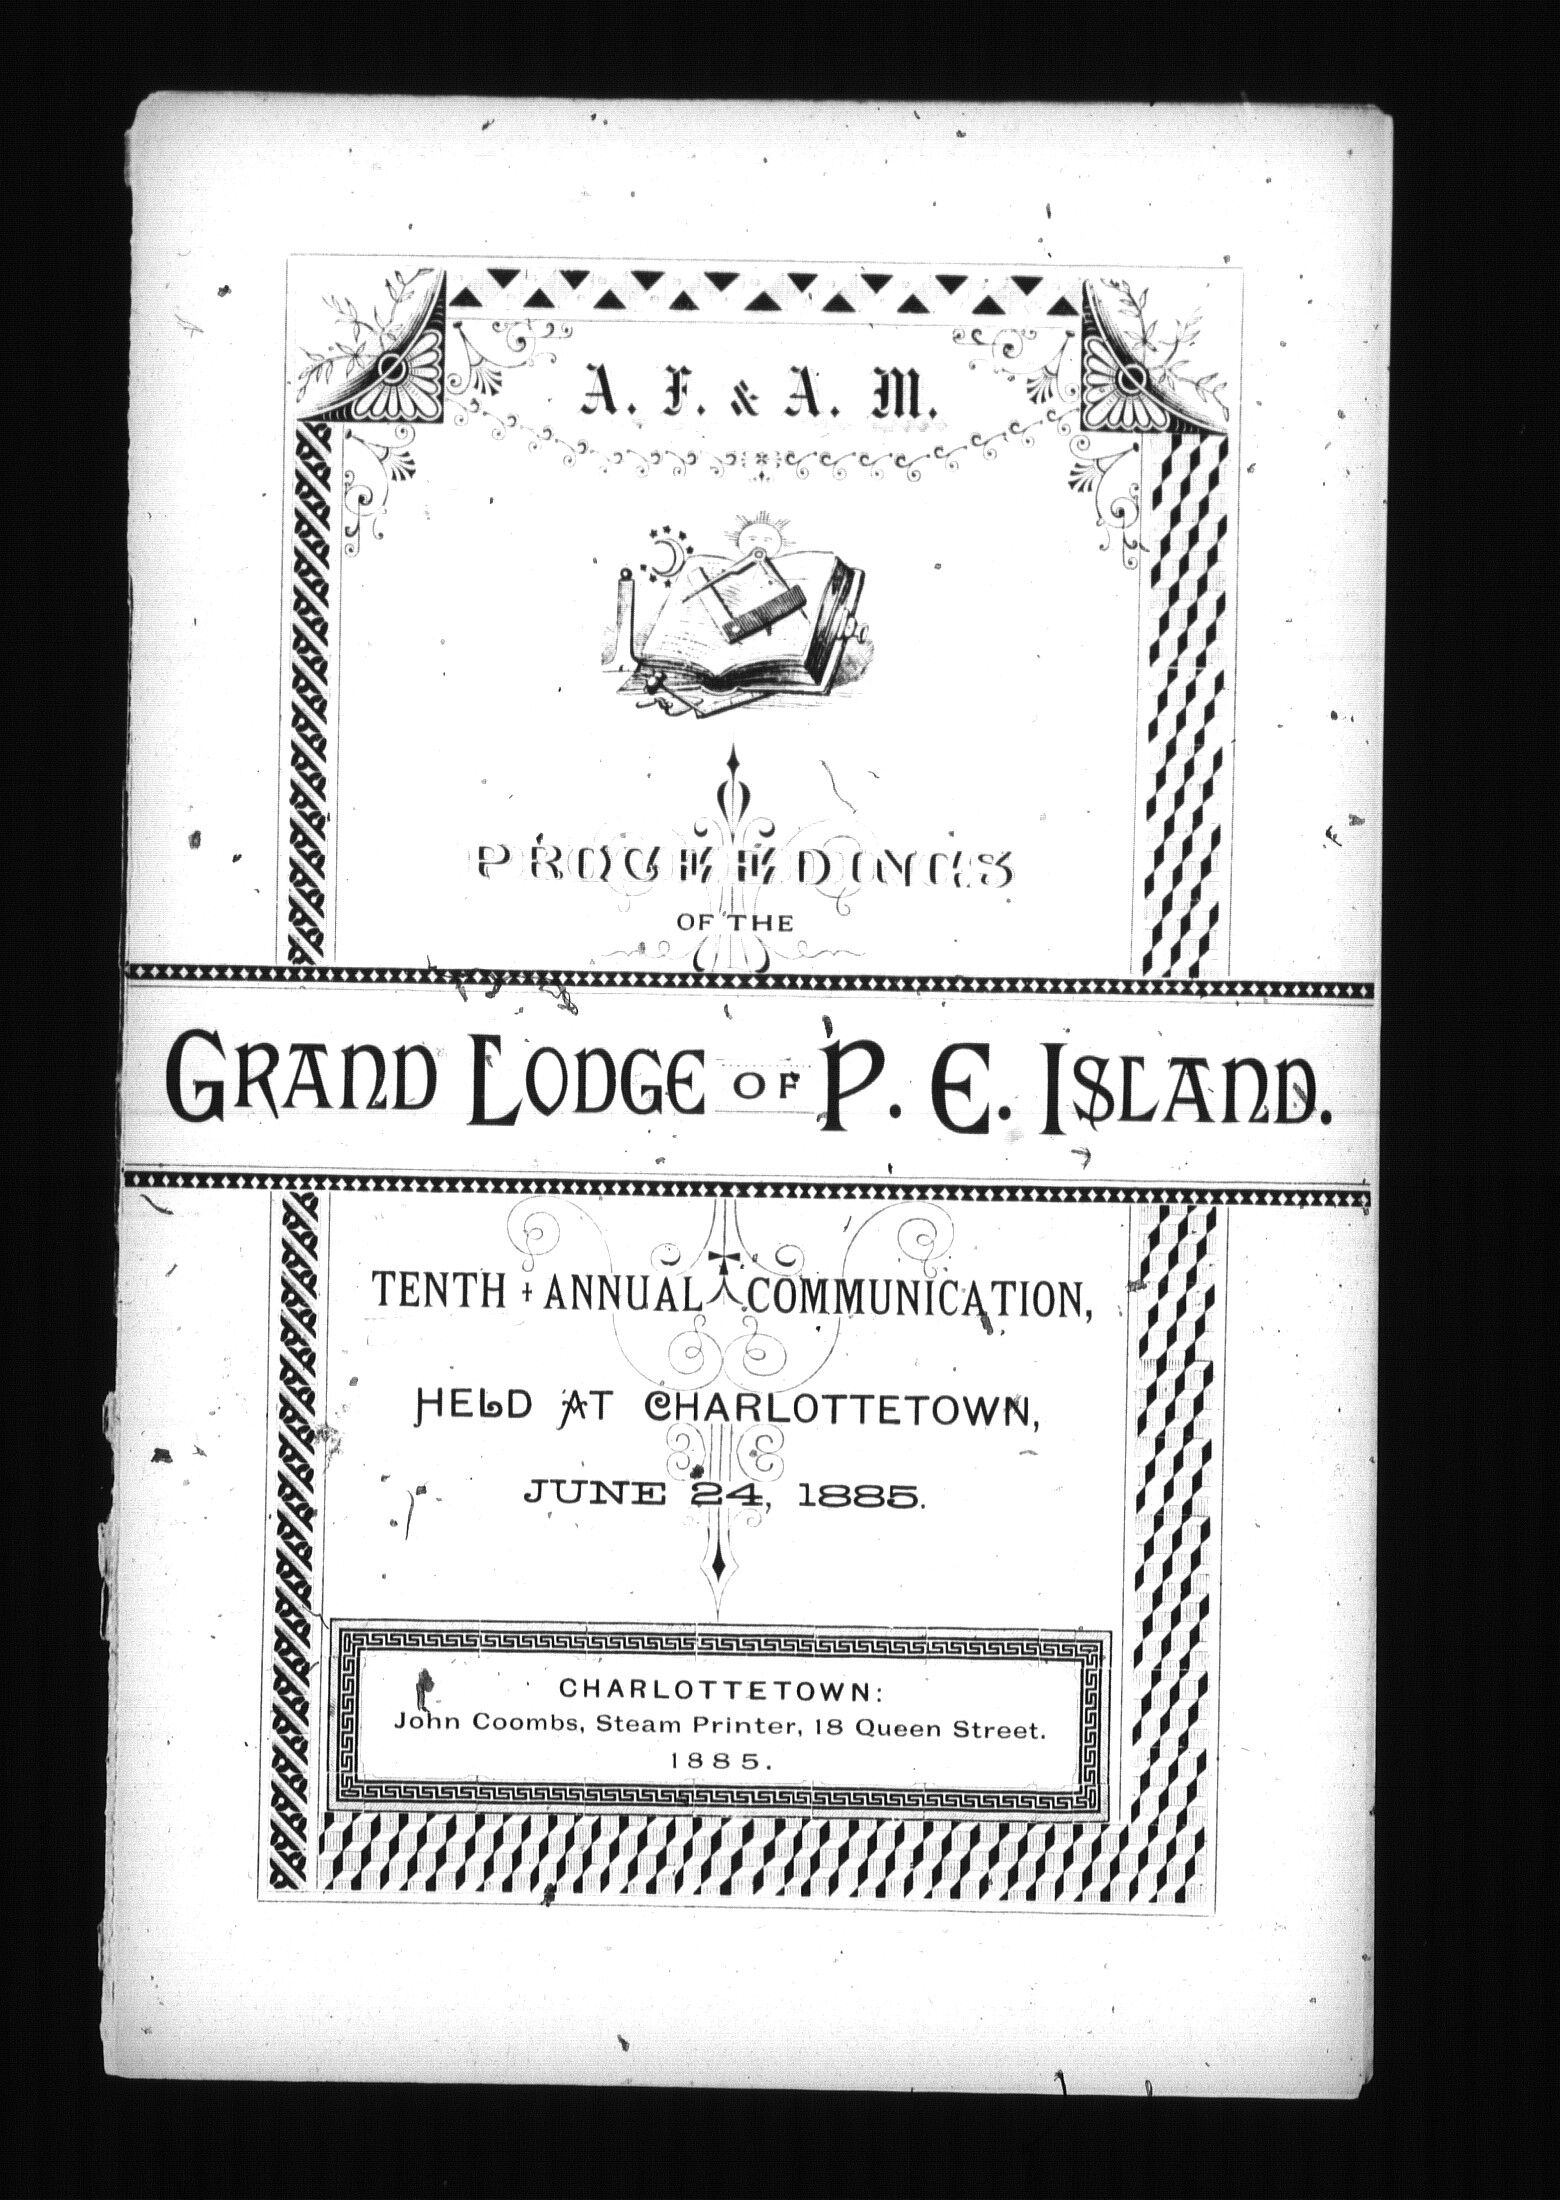 A. F. & A. M.
PROCEEDINGS
OF THE
GRAND LODGE OF P. E. ISLAND.
TENTH + ANNUAL COMMUNICATION,
HELD AT CHARLOTTETOWN,
JUNE 24, 1885.
CHARLOTTETOWN:
John Coombs, Steam Printer, 18 Queen Street.
1885.